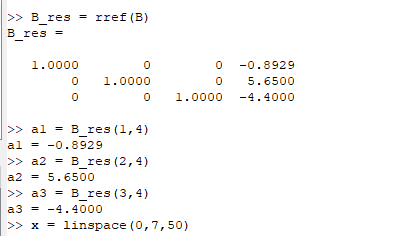 >> B_res = rref(B)
B_res =
1.0000 0 0 -0.8929
0 1.0000 0 5.6500
0 0 1.0000 -4.4000
>> a1 = B_res(1,4)
a1 = -0.8929
>> a2 = B_res(2,4)
a2 = 5.6500
>> a3 = B_res(3,4)
a3 = -4.4000
>> x = linspace(0,7,50)